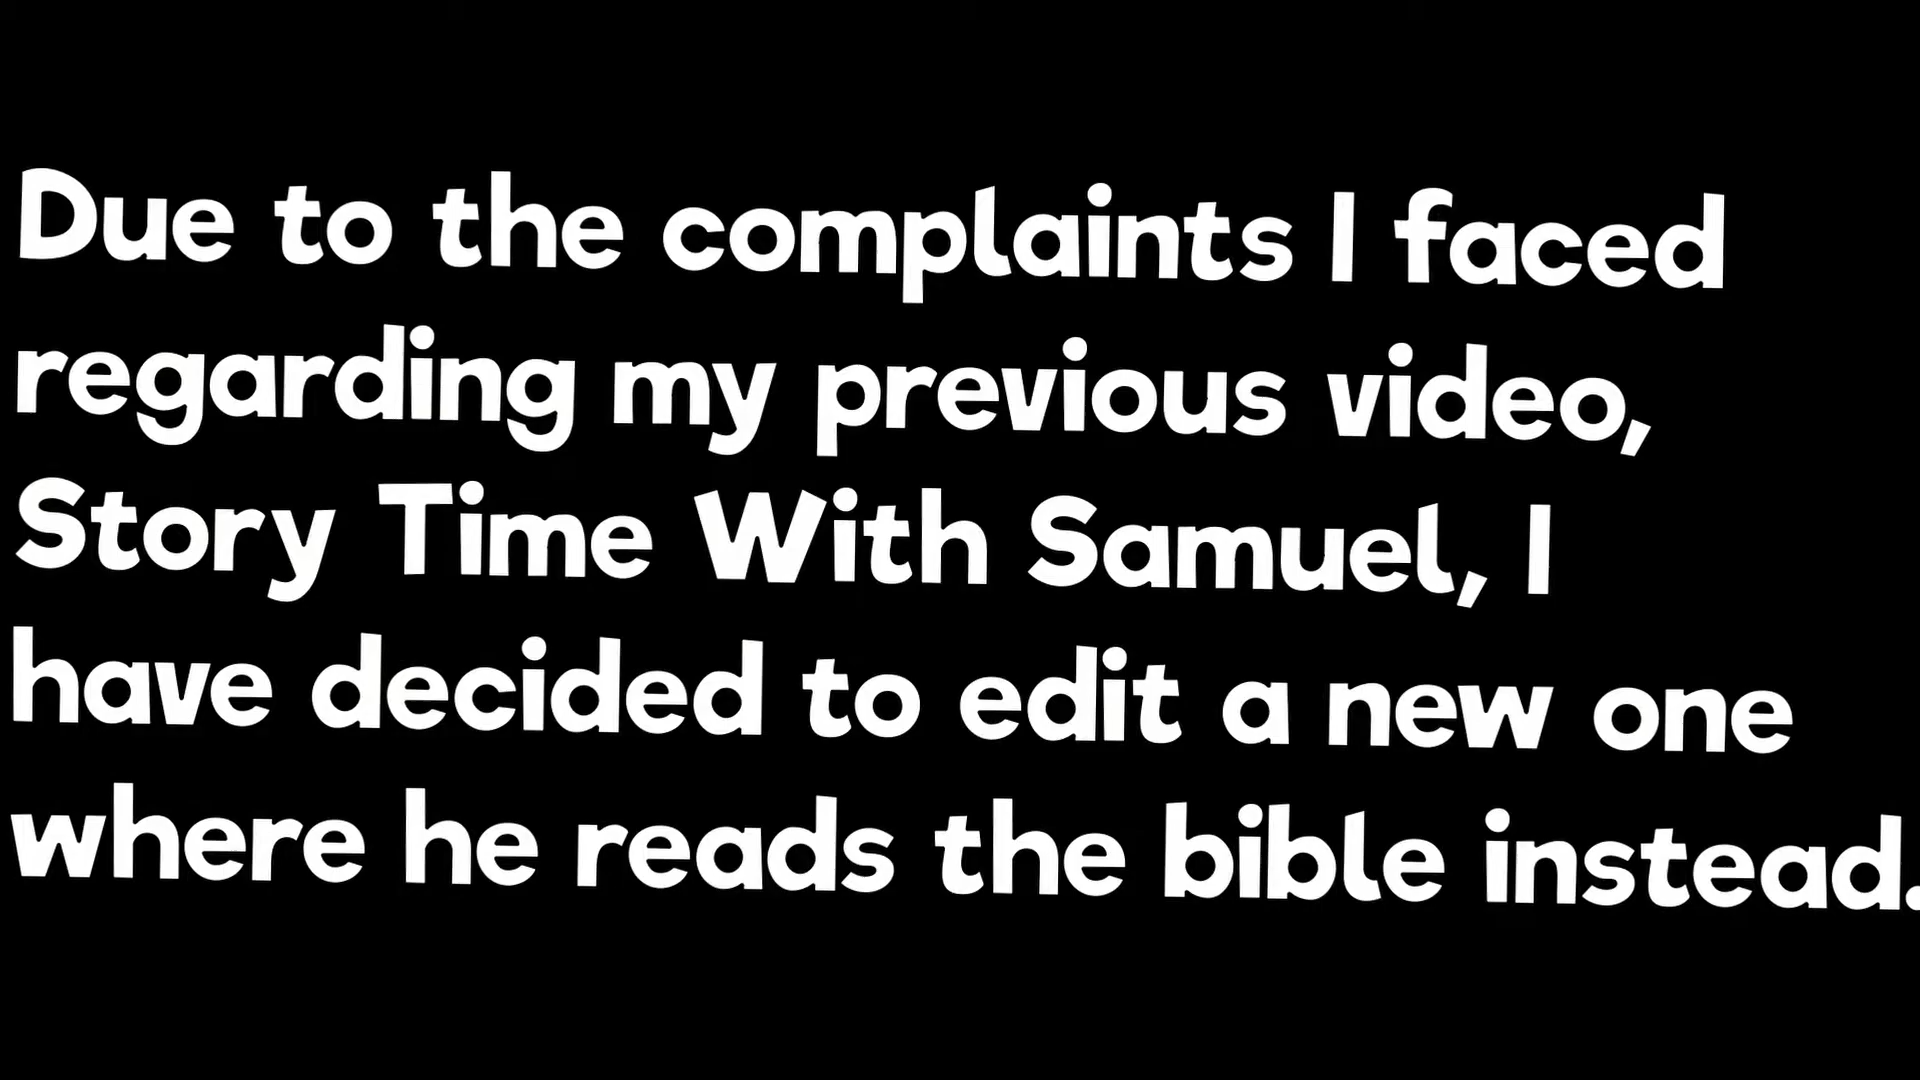 Due to the complaints I faced
regarding my previous video,
Story Time With Samuel, I
have decided to edit a new one
where he reads the bible instead.